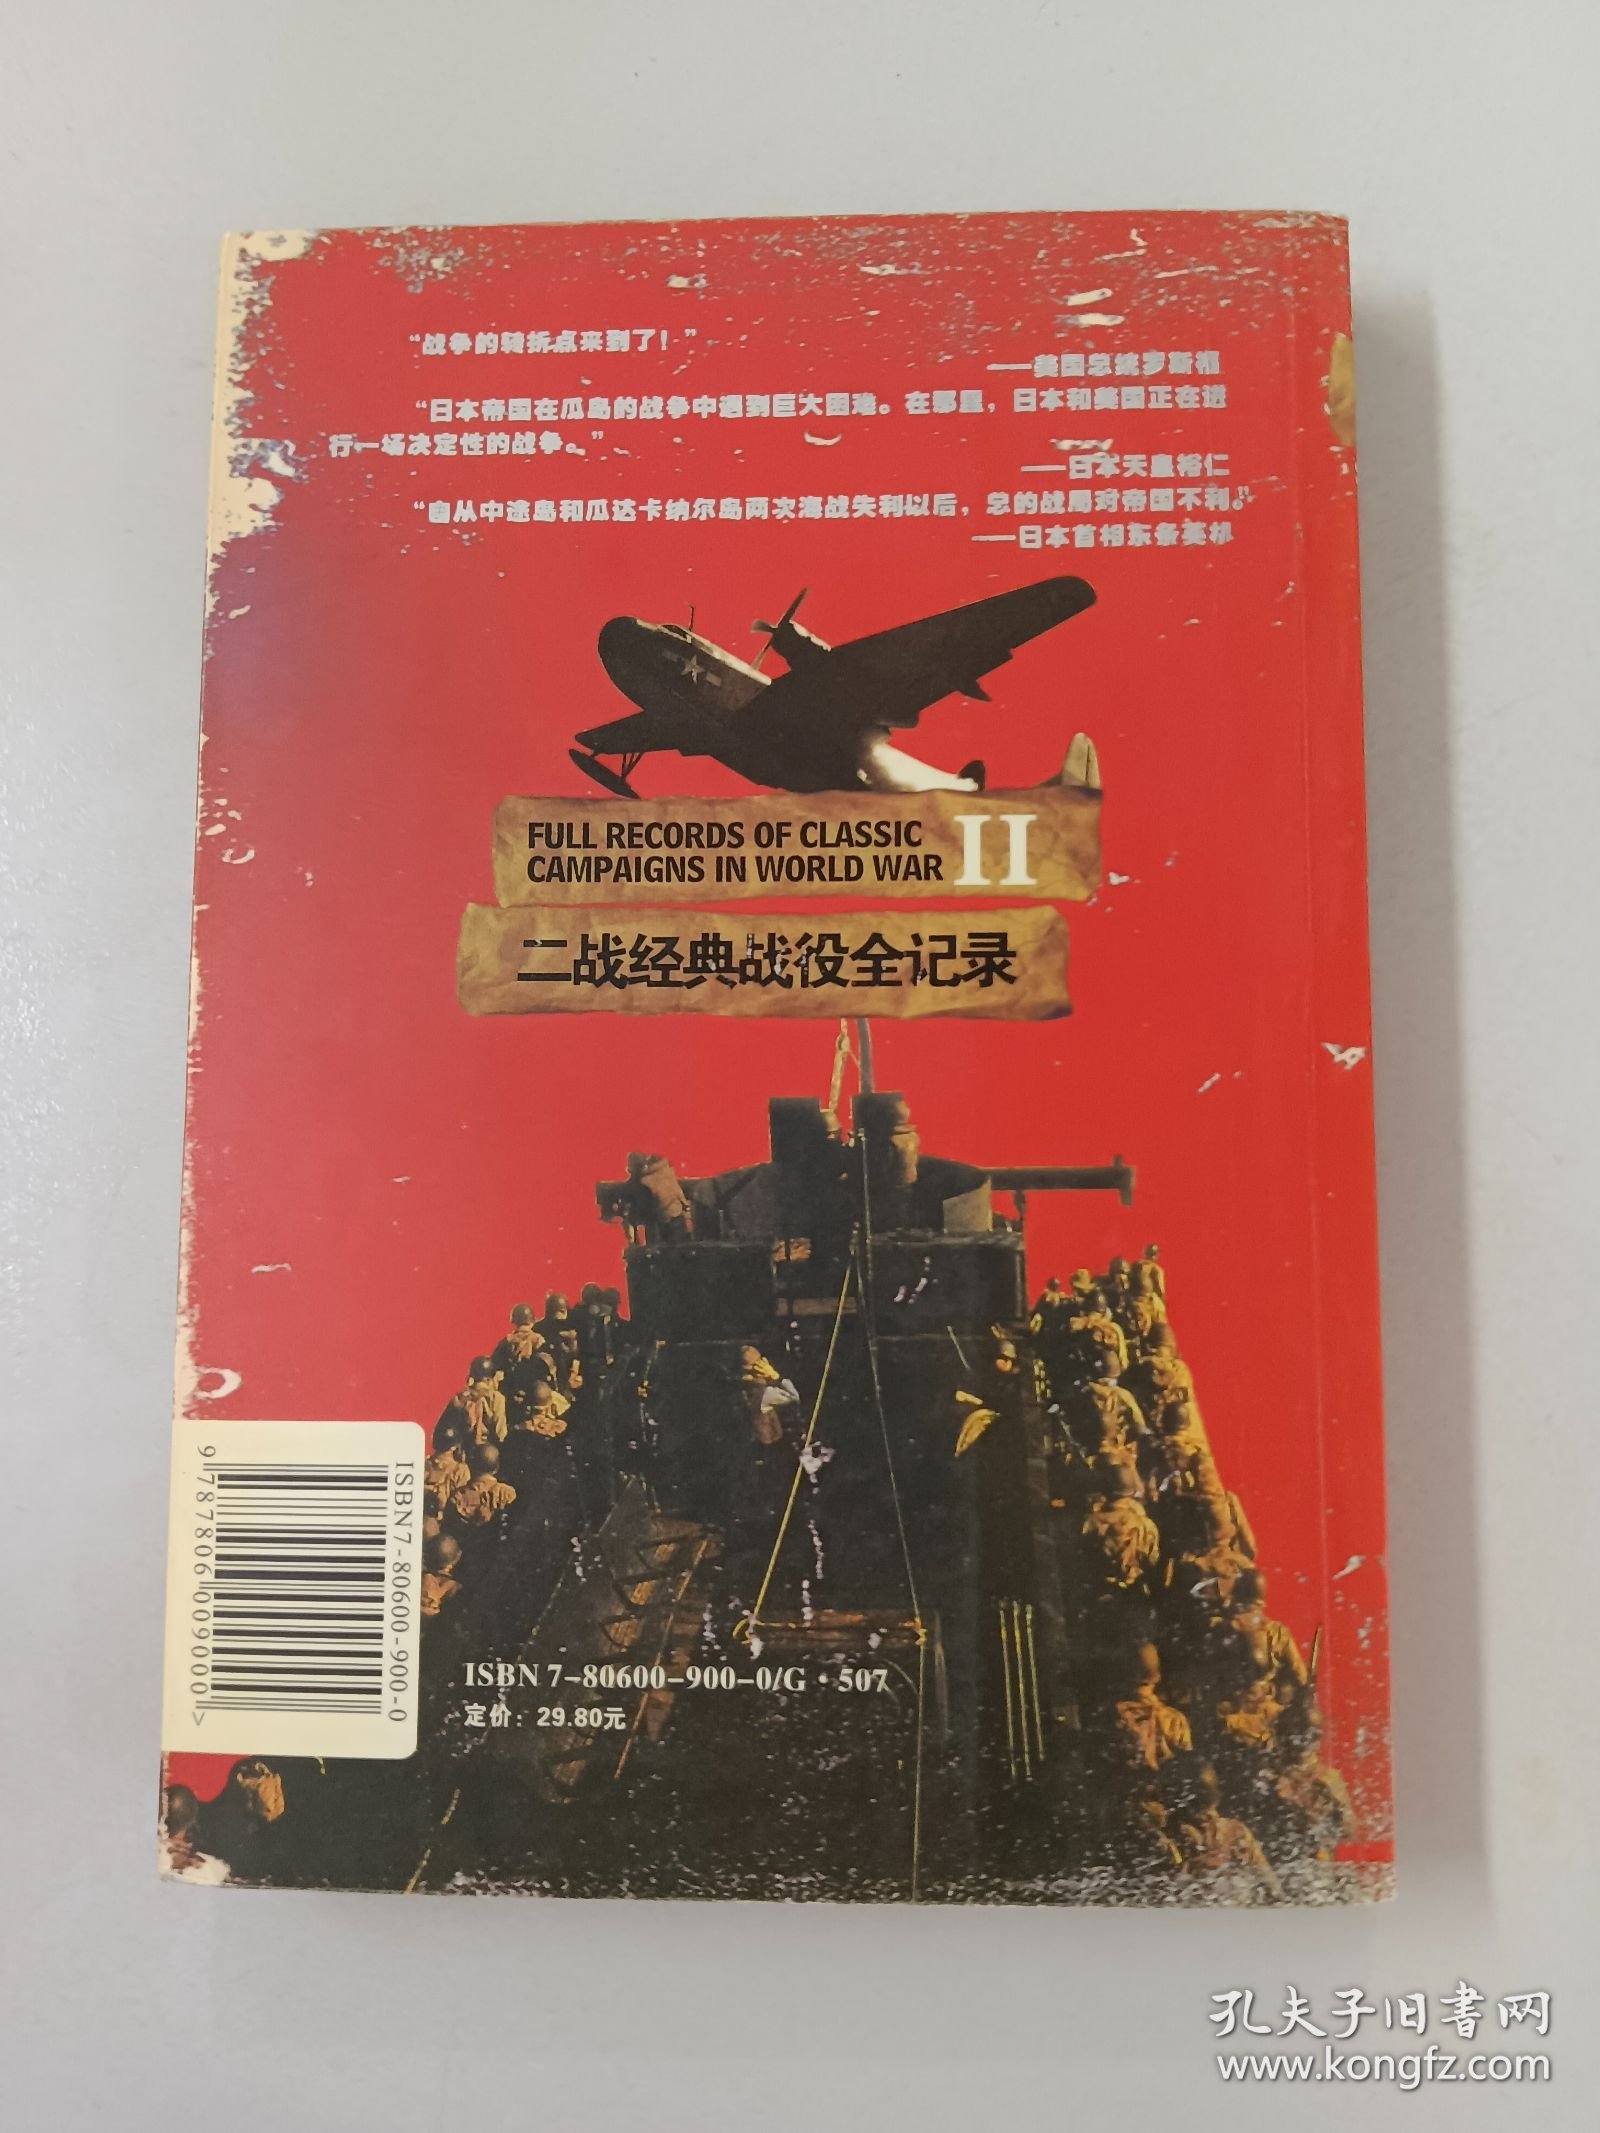 “战争的转折点来到了！”
——美国总统罗斯福
“日本帝国在瓜岛的战争中遇到巨大困难。在那里，日本和美国正在进
行一场决定性的战争。”
——日本天皇裕仁
“自从中途岛和瓜达卡纳尔岛两次海战失利以后，总的战局对帝国不利。”
——日本首相东条英机
FULL RECORDS OF CLASSIC
CAMPAIGNS IN WORLD WAR II
二战经典战役全记录
ISBN7-80600-900-0
9787806009000>
ISBN 7-80600-900-0/G·507
定价：29.80元
孔夫子旧书网
www.kongfz.com